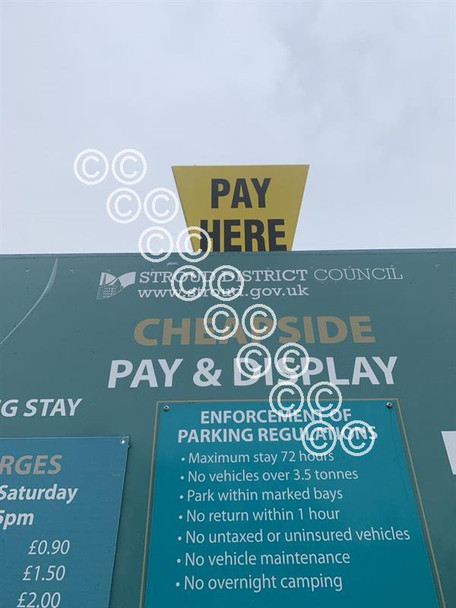 PAY
HERE
STROUD DISTRICT COUNCIL
www.stroud.gov.uk
CHEAPSIDE
PAY & DISPLAY
G STAY
RGES
Saturday
5pm
£0.90
£1.50
£2.00
ENFORCEMENT OF
PARKING REGULATIONS
• Maximum stay 72 hours
• No vehicles over 3.5 tonnes
• Park within marked bays
• No return within 1 hour
• No untaxed or uninsured vehicles
• No vehicle maintenance
• No overnight camping